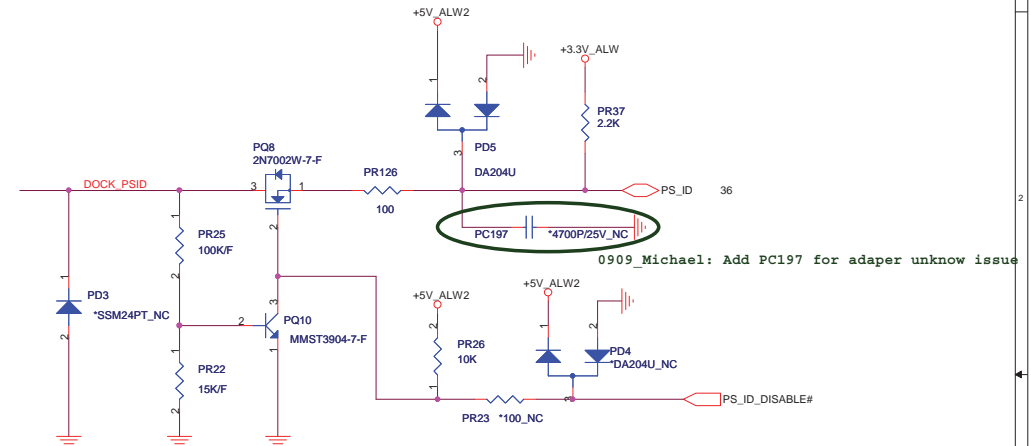 +5V_ALW2
+3.3V_ALW
1
2
PR37
2.2K
PD5
3
DA204U
PQ8
2N7002W-7-F
PR126
DOCK_PSID
3
1
100
PS_ID
36
2
2
1
PR25
100K/F
2
PC197
*4700P/25V_NC
0909_Michael: Add PC197 for adaper unknow issue
1
PD3
*SSM24PT_NC
2
3
2
PQ10
MMST3904-7-F
1
+5V_ALW2
+5V_ALW2
2
PR26
10K
1
1
2
PD4
*DA204U_NC
1
PR22
15K/F
2
3
PS_ID_DISABLE#
PR23
*100_NC